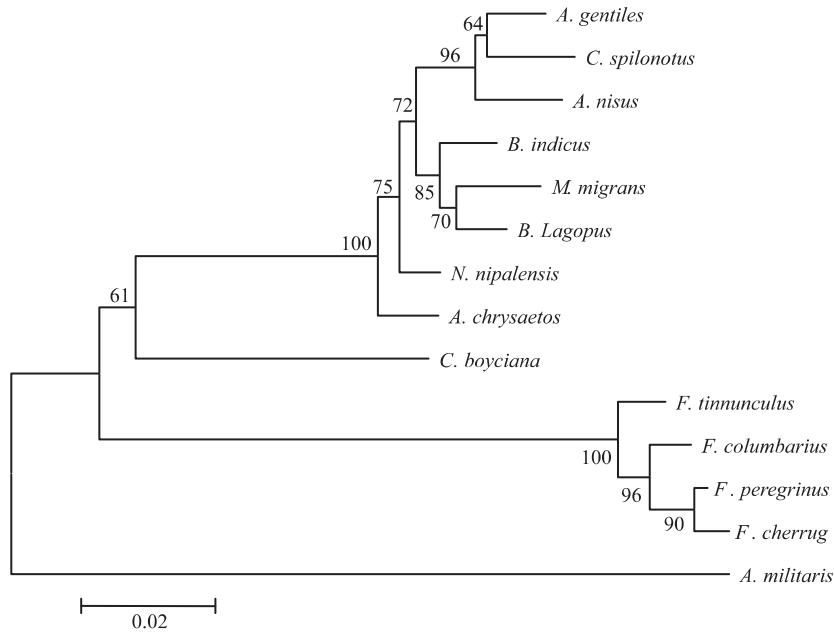 A. gentiles
64
C. spilonotus
96
A. nisus
72
B. indicus
75
85
M. migrans
70
B. Lagopus
100
N. nipalensis
61
A. chrysaetos
C. boyciana
F. tinnunculus
100
F. columbarius
96
F . peregrinus
90
F . cherrug
A. militaris
0.02